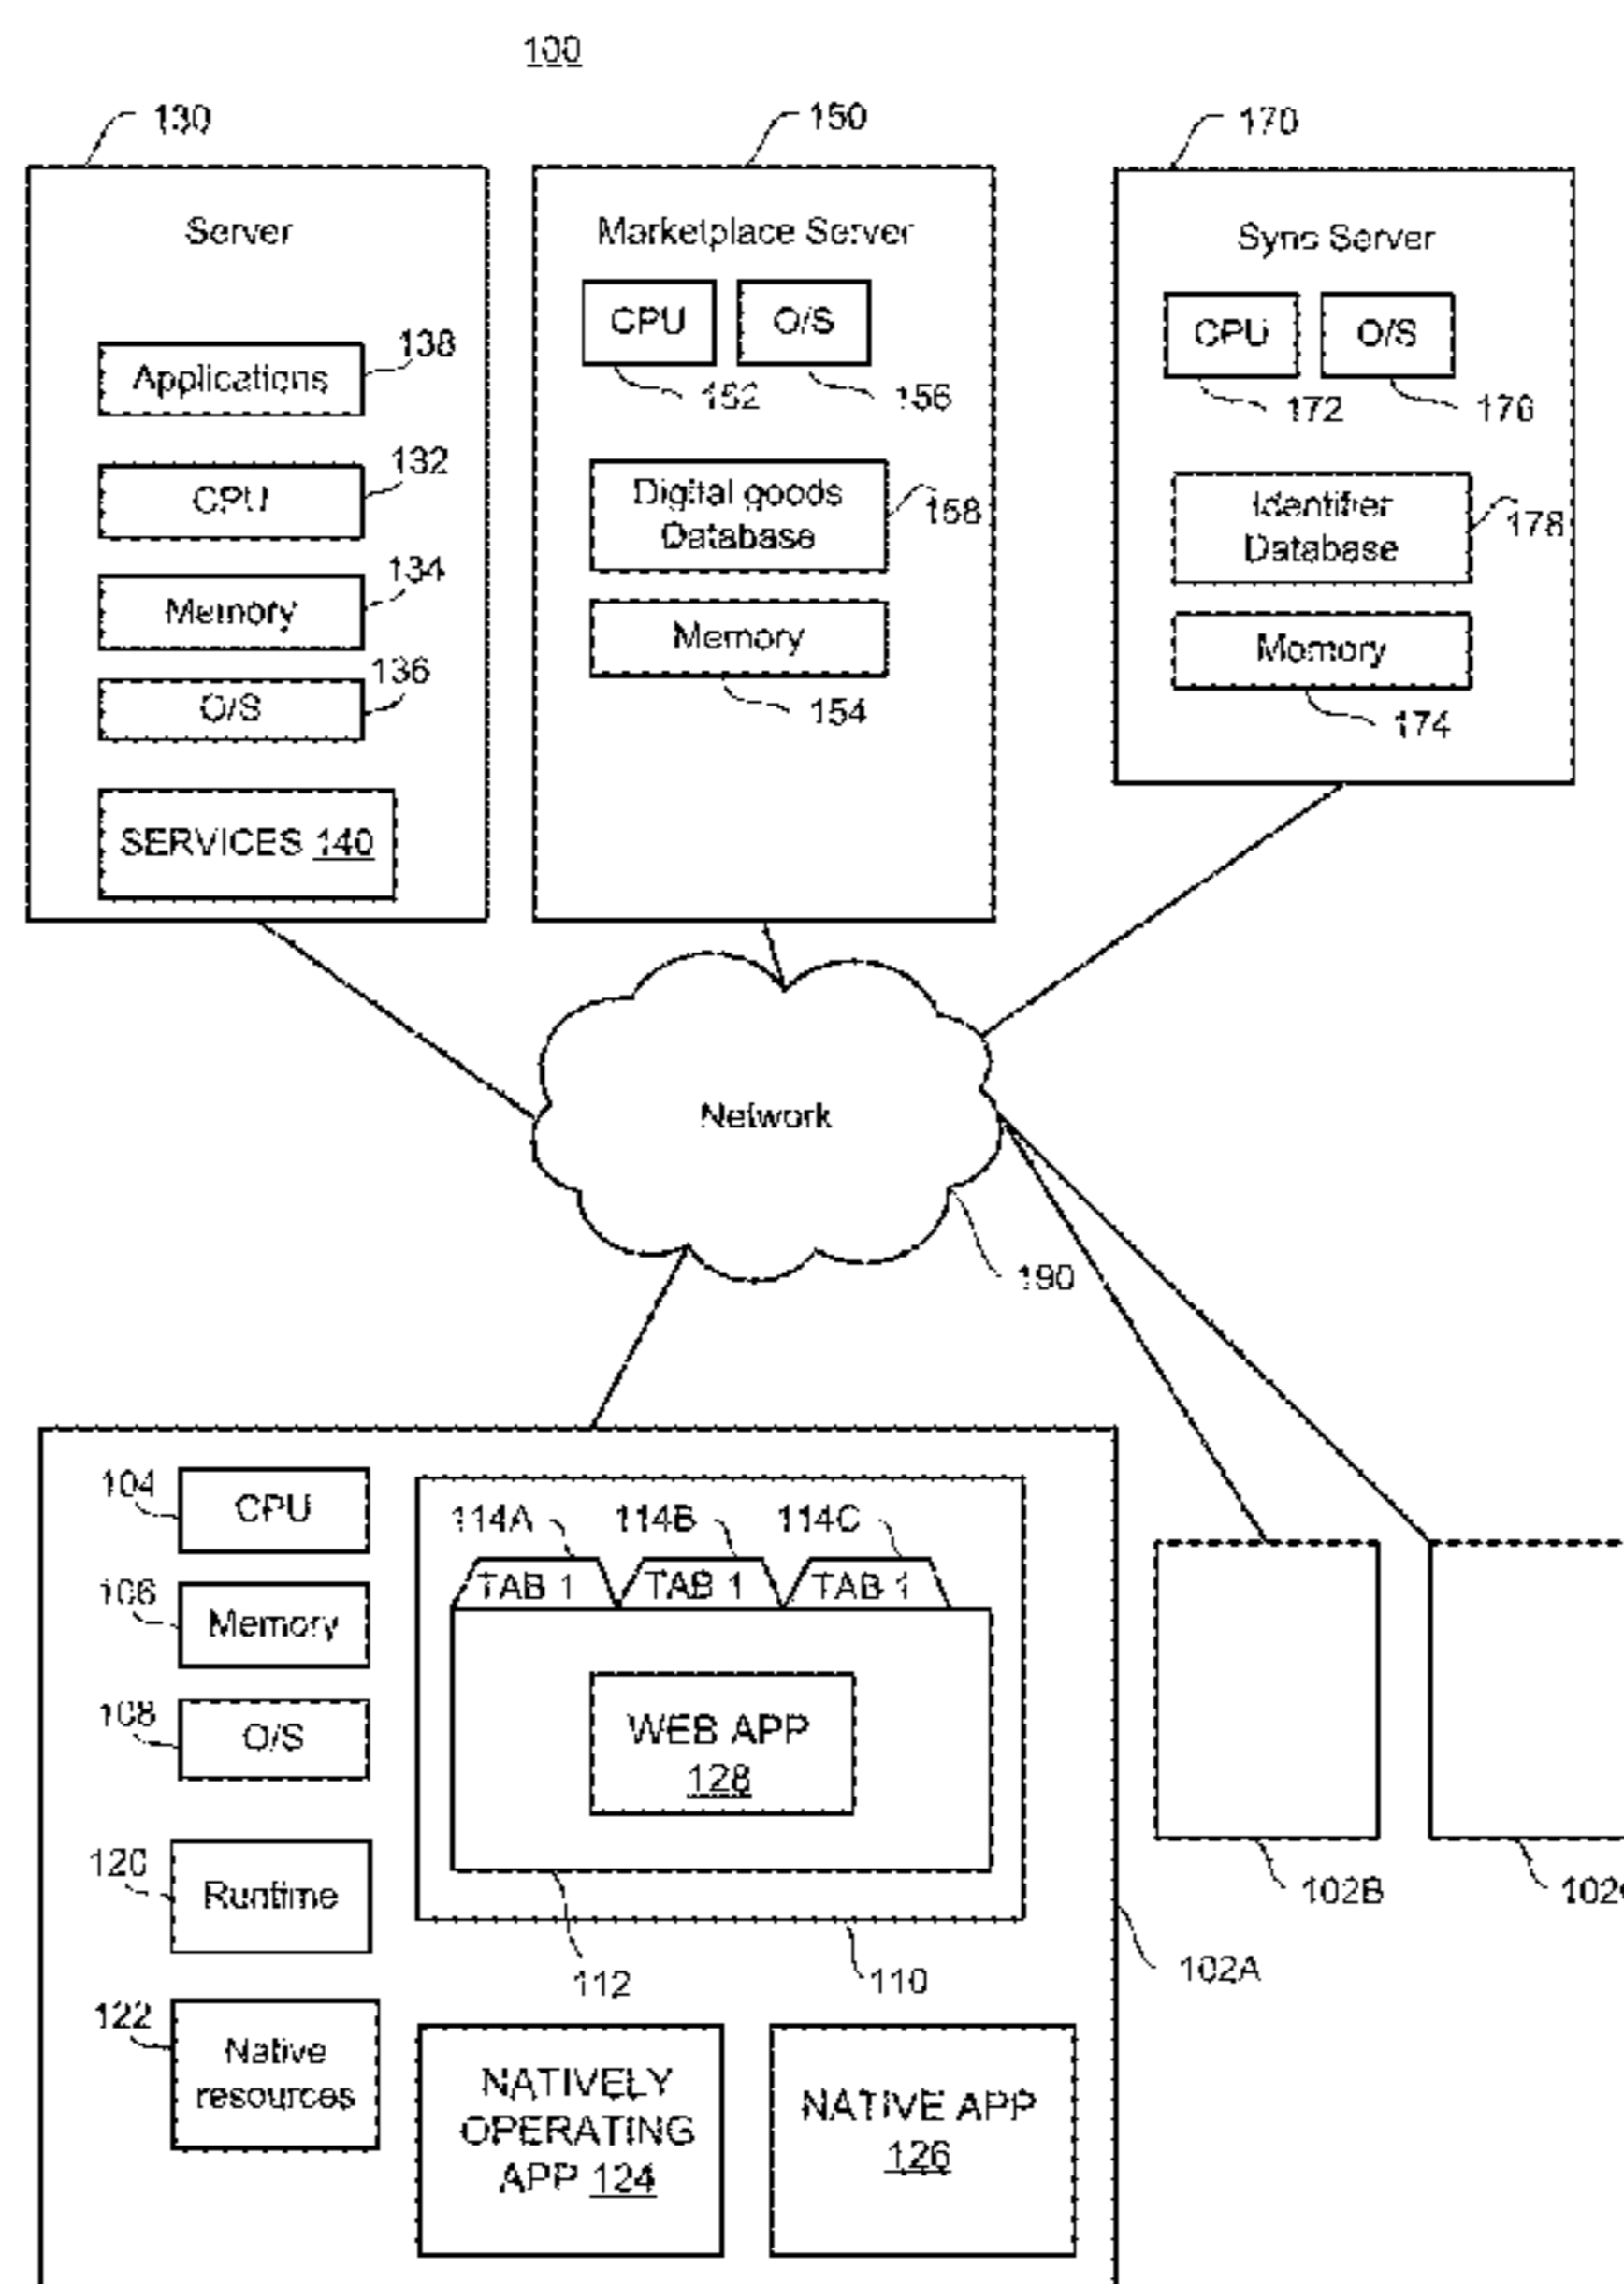 100
130
150
170
Server
Applications
138
CPU
132
Memory
134
O/S
136
SERVICES 140
Marketplace Server
CPU
O/S
152
156
Digital goods
Database
158
Memory
154
Sync Server
CPU
O/S
172
176
Identifier
Database
178
Memory
174
Network
190
104
CPU
106
Memory
108
O/S
120
Runtime
122
Native
resources
114A
114B
114C
TAB 1
TAB 1
TAB 1
WEB APP
128
112
110
NATIVELY
OPERATING
APP 124
NATIVE APP
126
102A
102B
102C